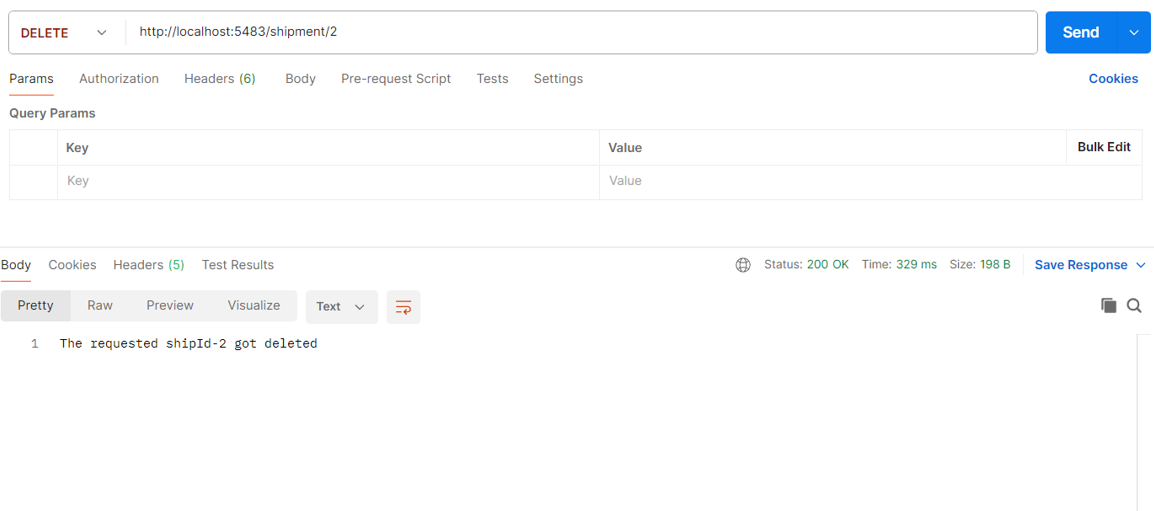 DELETE http://localhost:5483/shipment/2 Send
Params Authorization Headers (6) Body Pre-request Script Tests Settings Cookies
Query Params
Key Value Bulk Edit
Key Value
Body Cookies Headers (5) Test Results Status: 200 OK Time: 329 ms Size: 198 B Save Response
Pretty Raw Preview Visualize Text
1 The requested shipId-2 got deleted